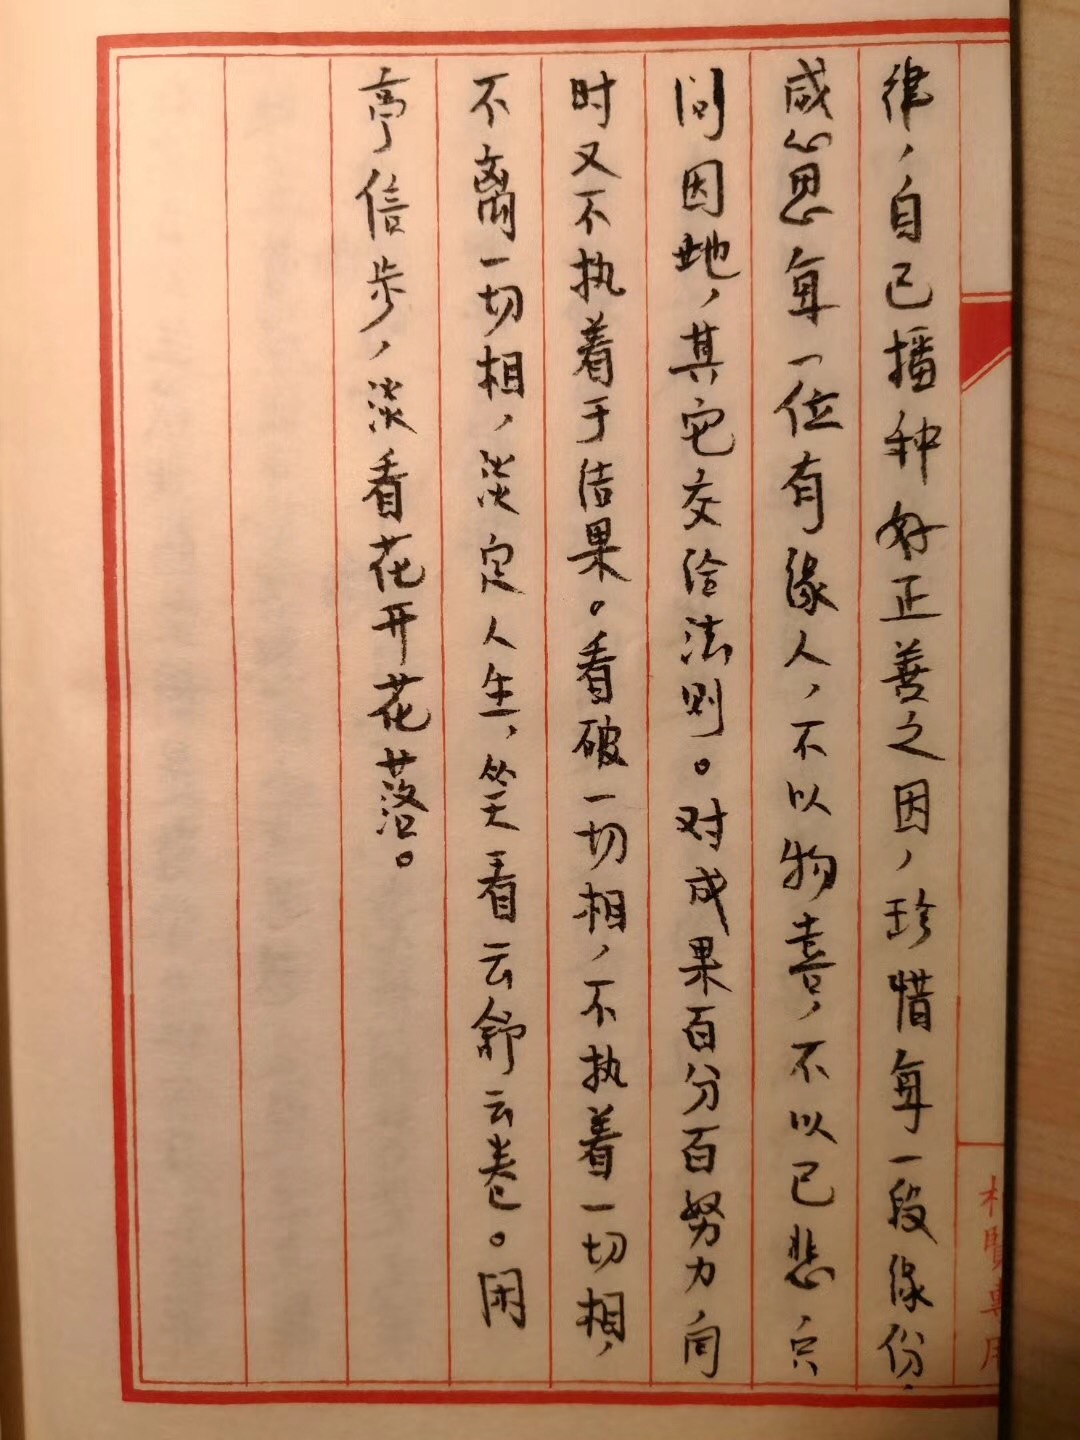 律，自己播种好正善之因，珍惜每一段缘份，
感恩每一位有缘人，不以物喜，不以己悲，只
问因地，其它交给法则。对成果百分百努力，同
时又不执着于结果。看破一切相，不执着一切相，
不离一切相，淡定人生，笑看云舒云卷。闲
亭信步，淡看花开花落。